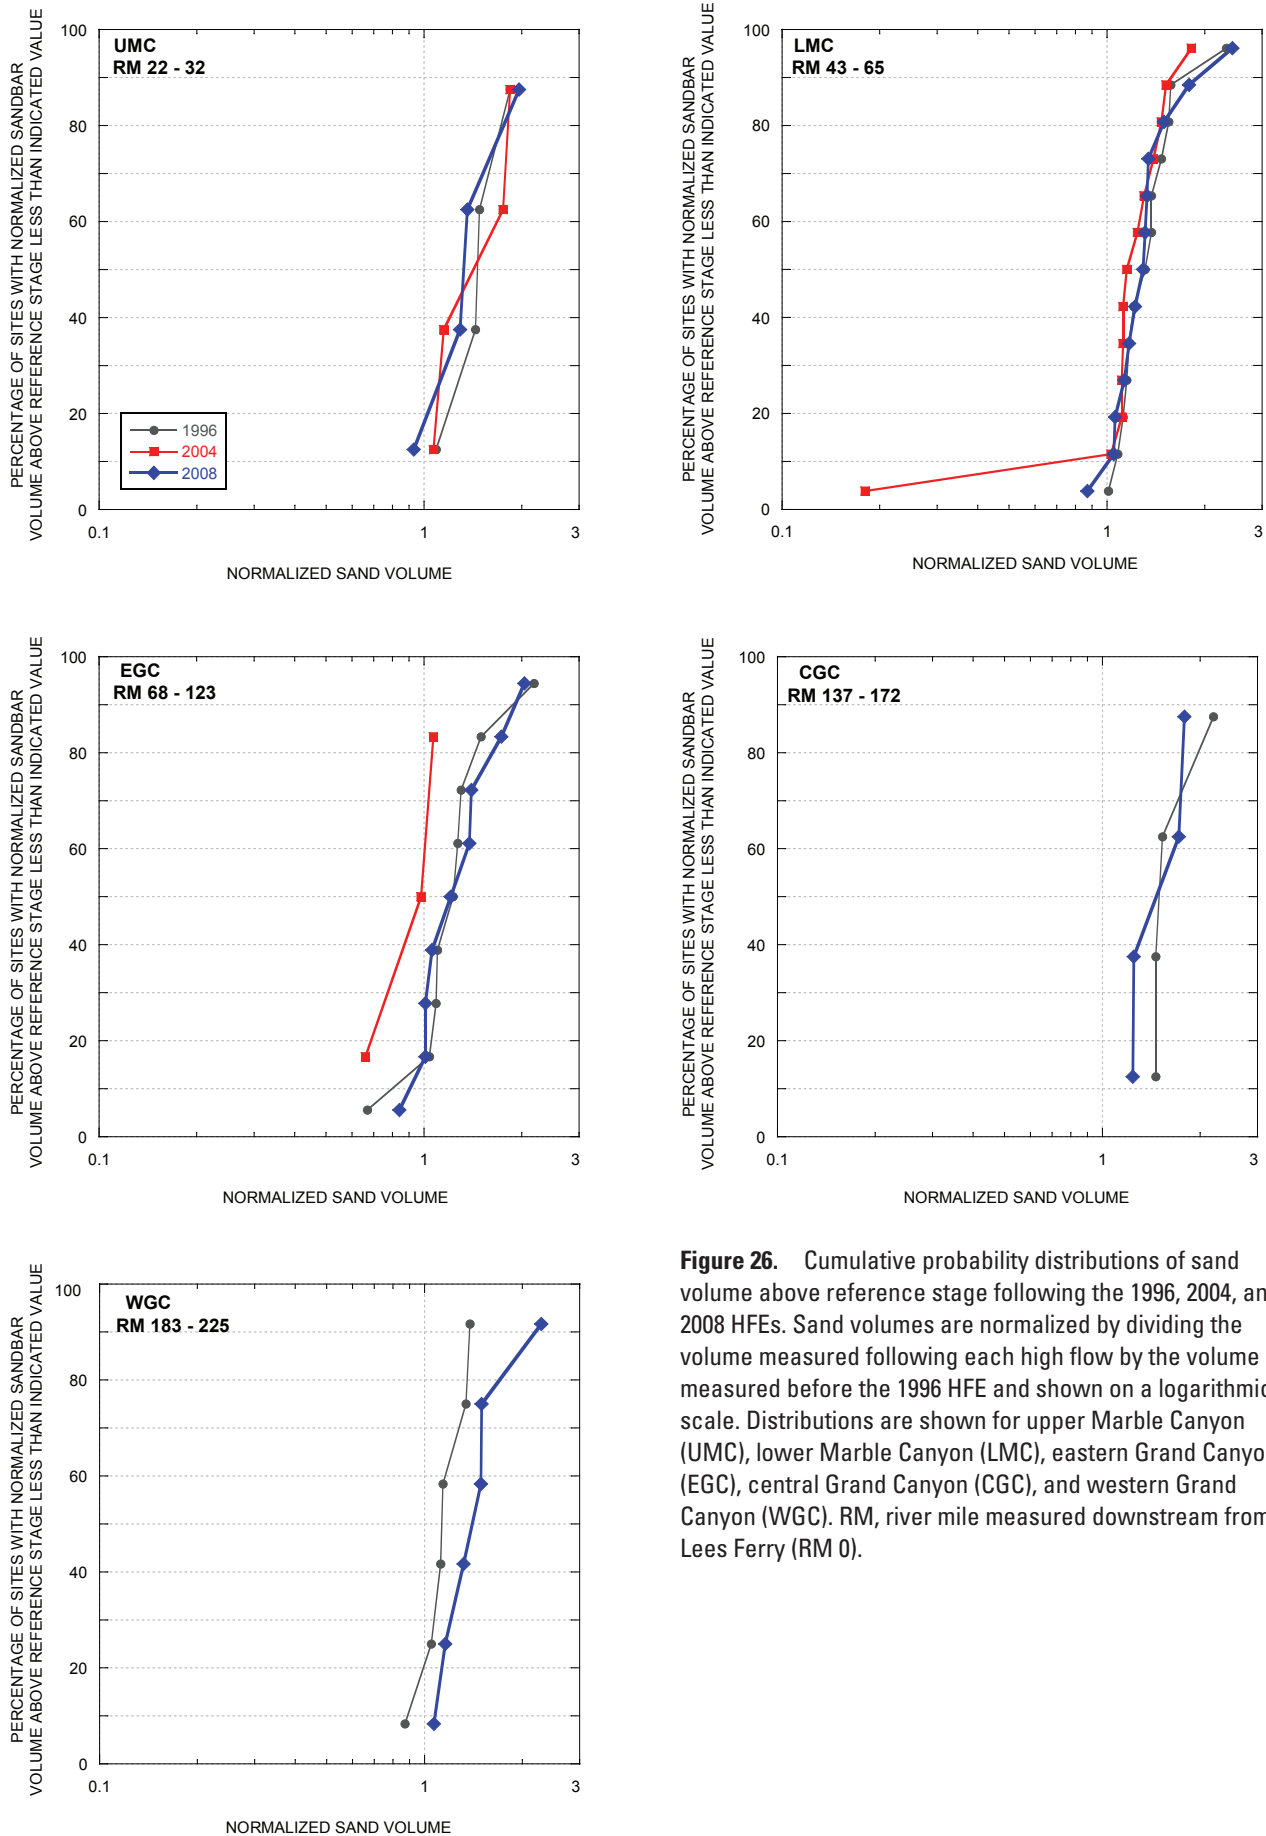 PERCENTAGE OF SITES WITH NORMALIZED SANDBAR
VOLUME ABOVE REFERENCE STAGE LESS THAN INDICATED VALUE
100
80
60
40
20
0
UMC
RM 22 - 32
1996
2004
2008
0.1
1
3
NORMALIZED SAND VOLUME
PERCENTAGE OF SITES WITH NORMALIZED SANDBAR
VOLUME ABOVE REFERENCE STAGE LESS THAN INDICATED VALUE
100
80
60
40
20
0
LMC
RM 43 - 65
0.1
1
3
NORMALIZED SAND VOLUME
PERCENTAGE OF SITES WITH NORMALIZED SANDBAR
VOLUME ABOVE REFERENCE STAGE LESS THAN INDICATED VALUE
100
80
60
40
20
0
EGC
RM 68 - 123
0.1
1
3
NORMALIZED SAND VOLUME
PERCENTAGE OF SITES WITH NORMALIZED SANDBAR
VOLUME ABOVE REFERENCE STAGE LESS THAN INDICATED VALUE
100
80
60
40
20
0
CGC
RM 137 - 172
0.1
1
3
NORMALIZED SAND VOLUME
PERCENTAGE OF SITES WITH NORMALIZED SANDBAR
VOLUME ABOVE REFERENCE STAGE LESS THAN INDICATED VALUE
100
80
60
40
20
0
WGC
RM 183 - 225
0.1
1
3
NORMALIZED SAND VOLUME
Figure 26. Cumulative probability distributions of sand
volume above reference stage following the 1996, 2004, an
2008 HFEs. Sand volumes are normalized by dividing the
volume measured following each high flow by the volume
measured before the 1996 HFE and shown on a logarithmic
scale. Distributions are shown for upper Marble Canyon
(UMC), lower Marble Canyon (LMC), eastern Grand Canyo
(EGC), central Grand Canyon (CGC), and western Grand
Canyon (WGC). RM, river mile measured downstream from
Lees Ferry (RM 0).